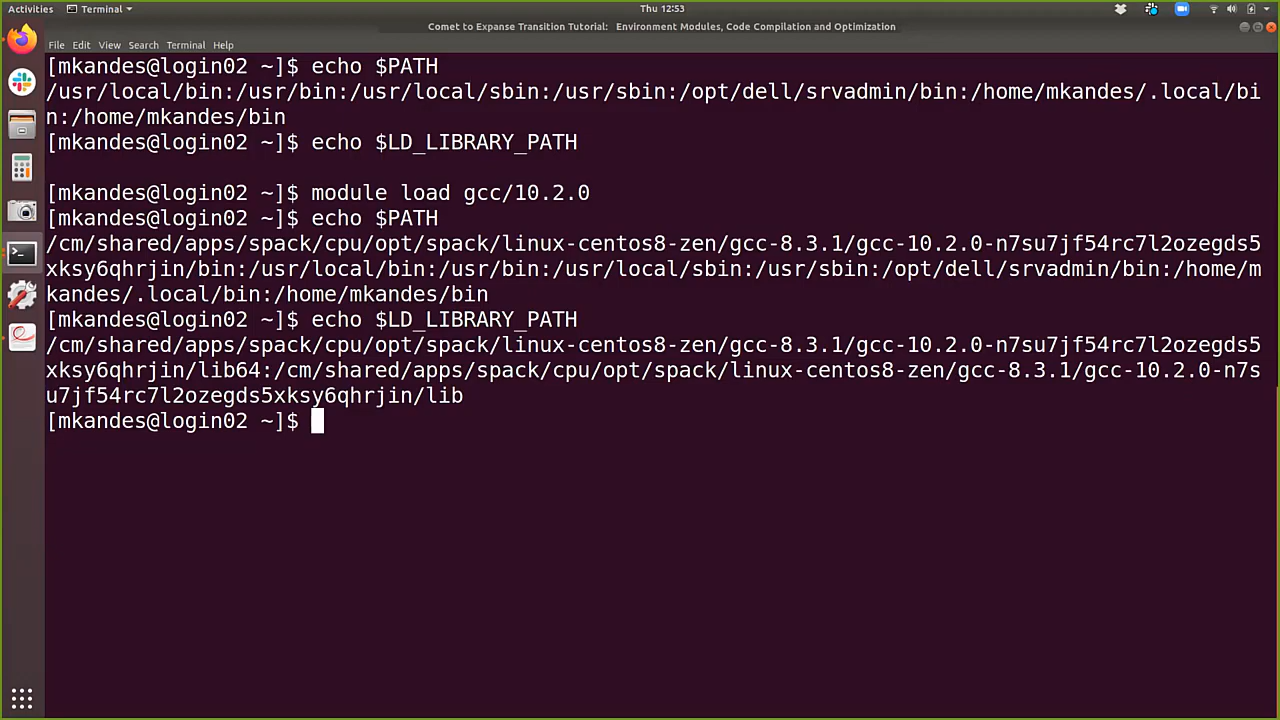 Activities Terminal Thu 12:53
Comet to Expanse Transition Tutorial: Environment Modules, Code Compilation and Optimization
File Edit View Search Terminal Help
[mkandes@login02 ~]$ echo $PATH
/usr/local/bin:/usr/bin:/usr/local/sbin:/usr/sbin:/opt/dell/srvadmin/bin:/home/mkandes/.local/bi
n:/home/mkandes/bin
[mkandes@login02 ~]$ echo $LD_LIBRARY_PATH
[mkandes@login02 ~]$ module load gcc/10.2.0
[mkandes@login02 ~]$ echo $PATH
/cm/shared/apps/spack/cpu/opt/spack/linux-centos8-zen/gcc-8.3.1/gcc-10.2.0-n7su7jf54rc7l2ozegds5
xksy6qhrjin/bin:/usr/local/bin:/usr/bin:/usr/local/sbin:/usr/sbin:/opt/dell/srvadmin/bin:/home/m
kandes/.local/bin:/home/mkandes/bin
[mkandes@login02 ~]$ echo $LD_LIBRARY_PATH
/cm/shared/apps/spack/cpu/opt/spack/linux-centos8-zen/gcc-8.3.1/gcc-10.2.0-n7su7jf54rc7l2ozegds5
xksy6qhrjin/lib64:/cm/shared/apps/spack/cpu/opt/spack/linux-centos8-zen/gcc-8.3.1/gcc-10.2.0-n7s
u7jf54rc7l2ozegds5xksy6qhrjin/lib
[mkandes@login02 ~]$